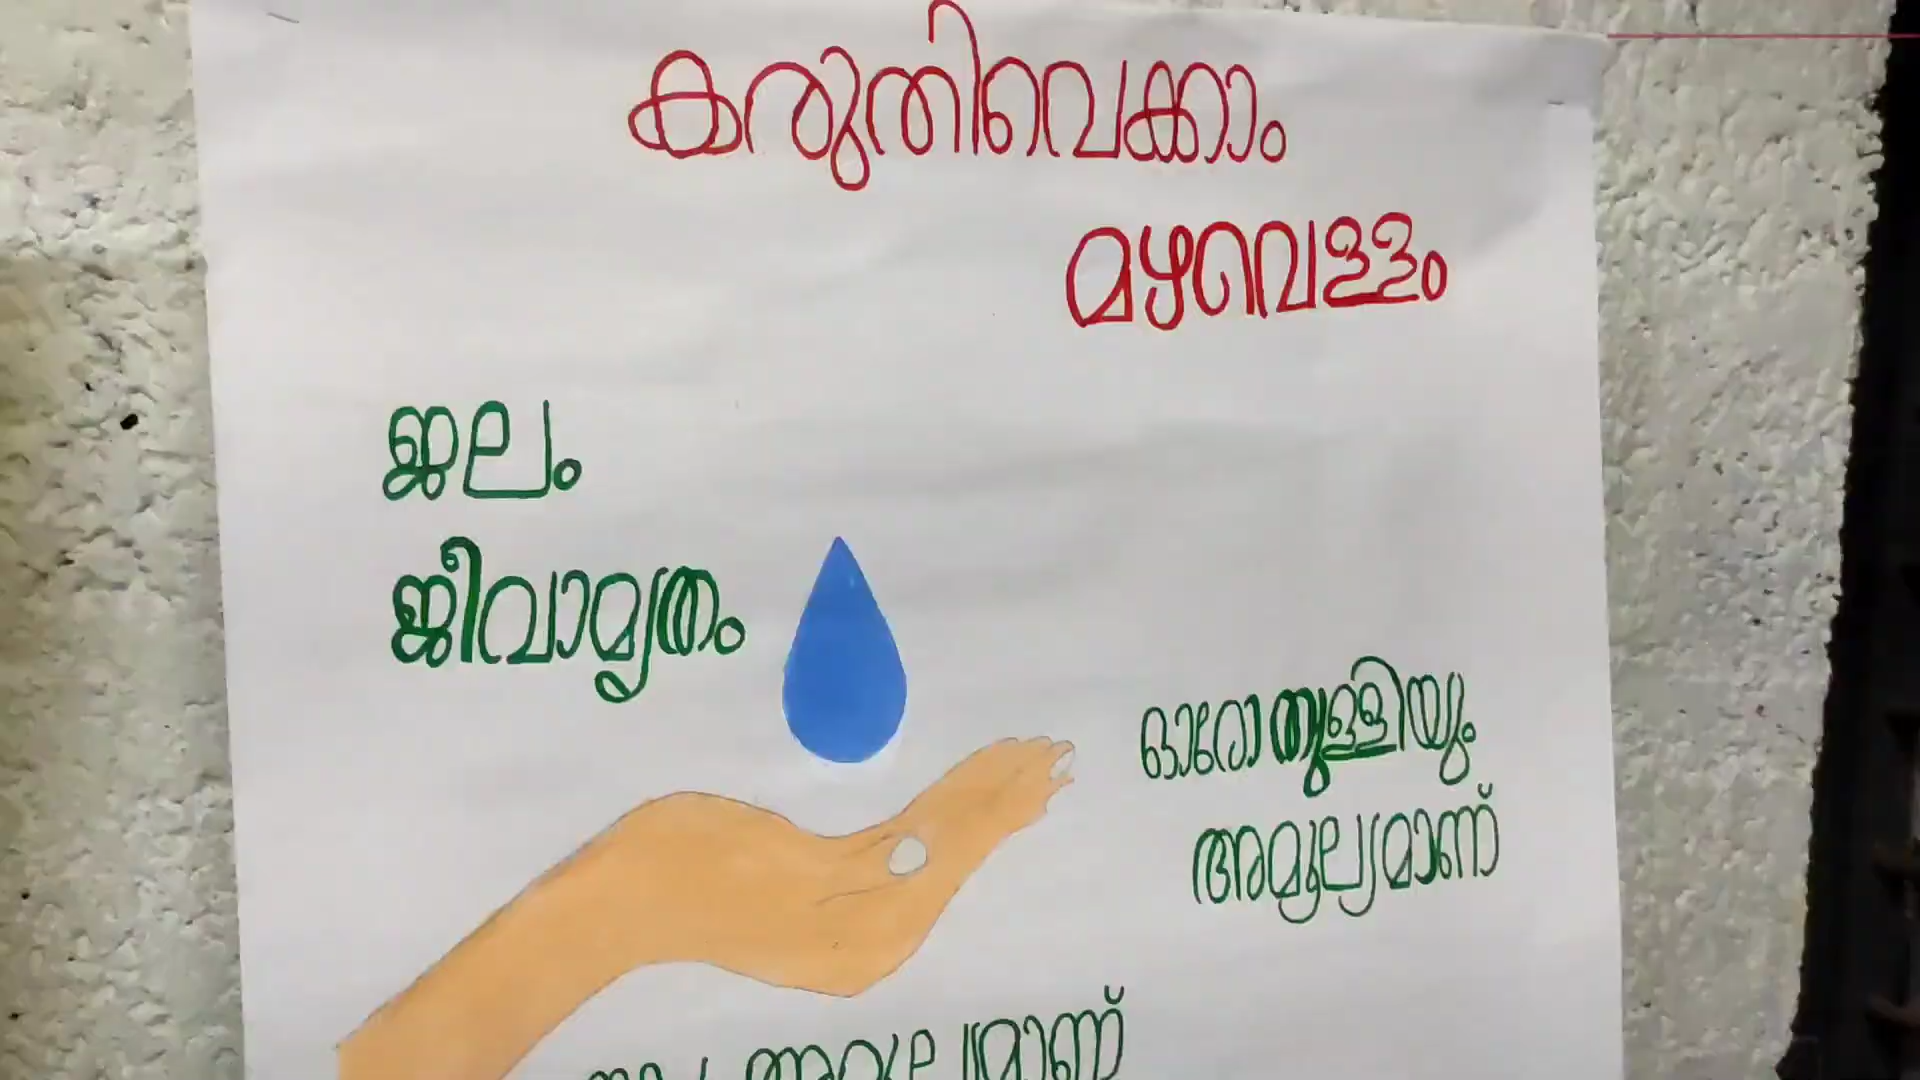 കരുതിവെക്കാം
മഴവെള്ളം
ജലം
ജീവാമൃതം
ഓരോ തുള്ളിയും
അമൂല്യമാണ്